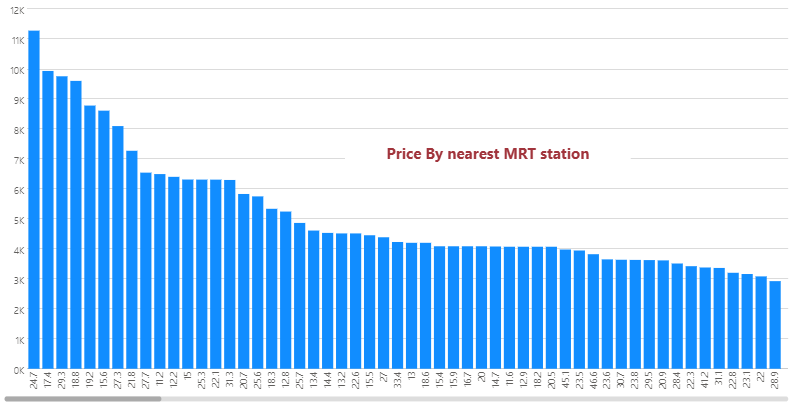 12K
11K
10K
9K
8K
7K
6K
5K
4K
3K
2K
1K
0K
Price By nearest MRT station
24.7 17.4 29.3 18.8 19.2 15.6 27.3 21.8 27.7 11.2 12.2 15 25.3 22.1 31.3 20.7 25.6 18.3 12.8 25.7 13.4 14.4 13.2 22.6 15.5 27 33.4 13 18.6 15.4 15.9 16.7 20 14.7 11.6 12.9 18.2 20.5 45.1 23.5 46.6 23.6 30.7 23.8 29.5 20.9 28.4 22.3 41.2 31.1 22.8 23.1 22 28.9